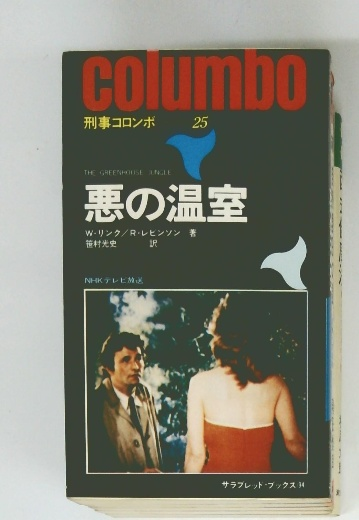 columbo
刑事コロンボ 25
THE GREENHOUSE JUNGLE
悪の温室
W・リンク／R・レビンソン 著
笹村光史 訳
NHKテレビ放送
サラブレッド・ブックス